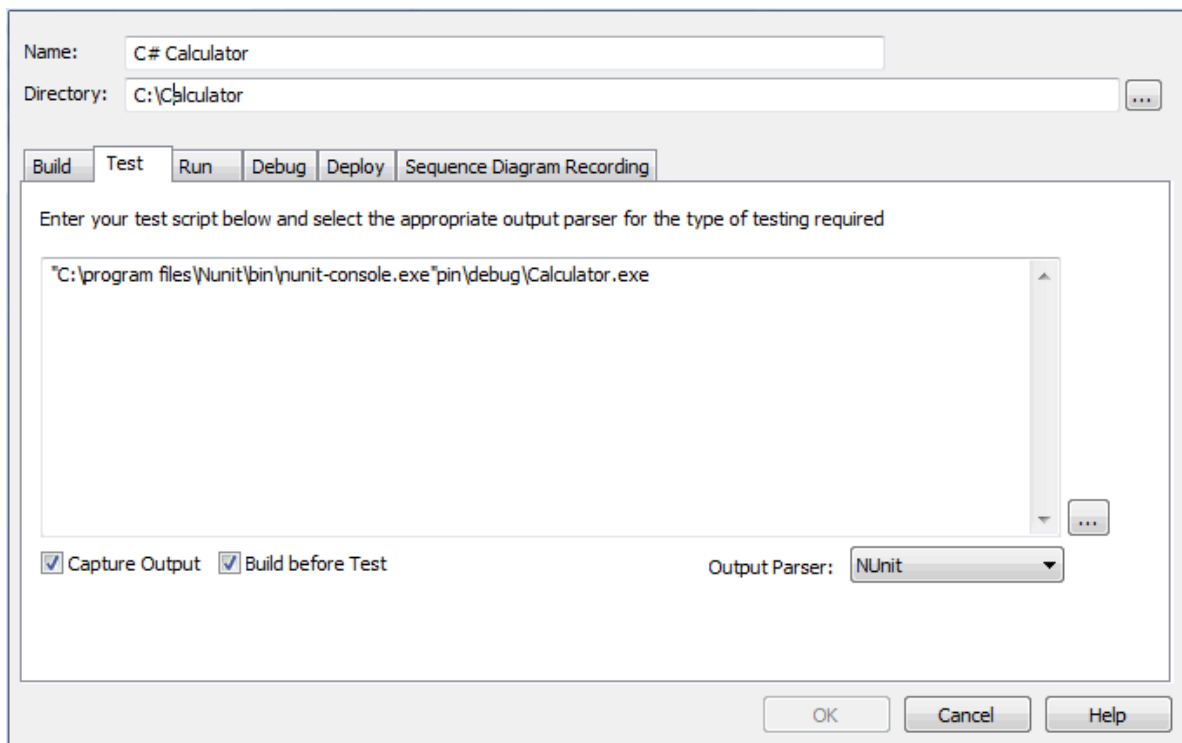 Name: C# Calculator
Directory: C:\Calculator ...
Build Test Run Debug Deploy Sequence Diagram Recording
Enter your test script below and select the appropriate output parser for the type of testing required
"C:\program files\Nunit\bin\nunit-console.exe"pin\debug\Calculator.exe
...
Capture Output Build before Test Output Parser: NUnit
OK Cancel Help